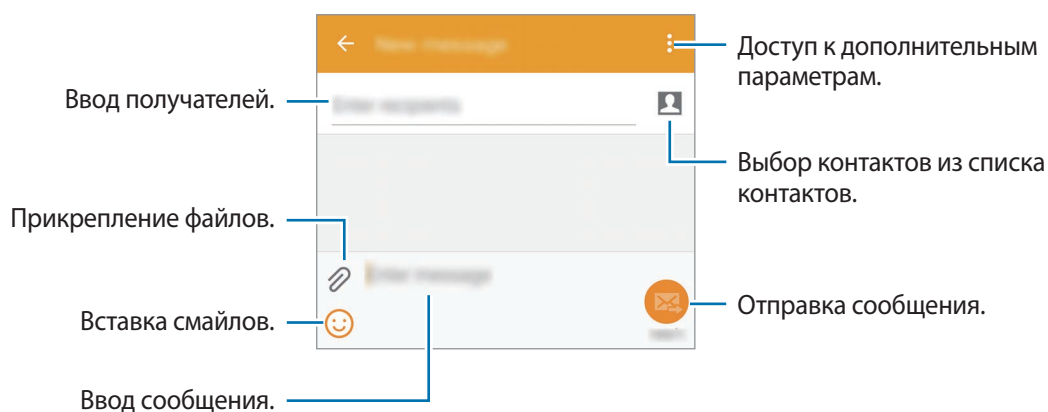 Доступ к дополнительным
параметрам.
Ввод получателей.
Выбор контактов из списка
контактов.
Прикрепление файлов.
Отправка сообщения.
Вставка смайлов.
Ввод сообщения.